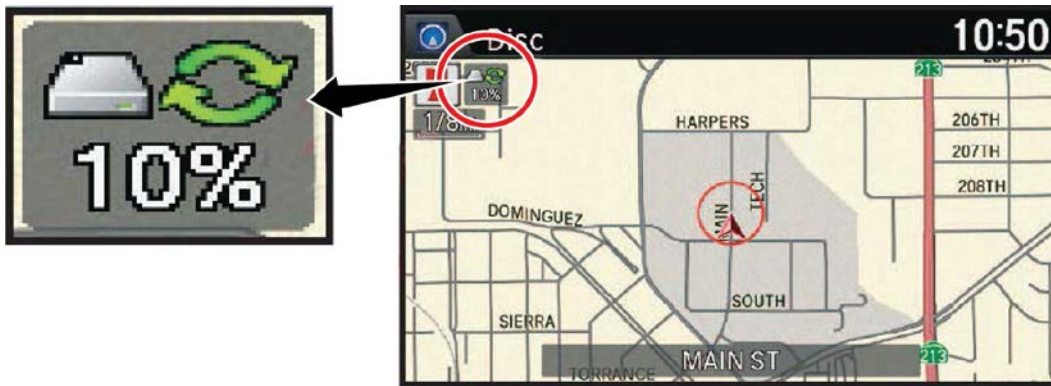 10%
Disc
10:50
10%
1/8mi
213
HARPERS
206TH
207TH
208TH
TECH
MAIN
DOMINGUEZ
SOUTH
SIERRA
MAIN ST
213
TORRANCE